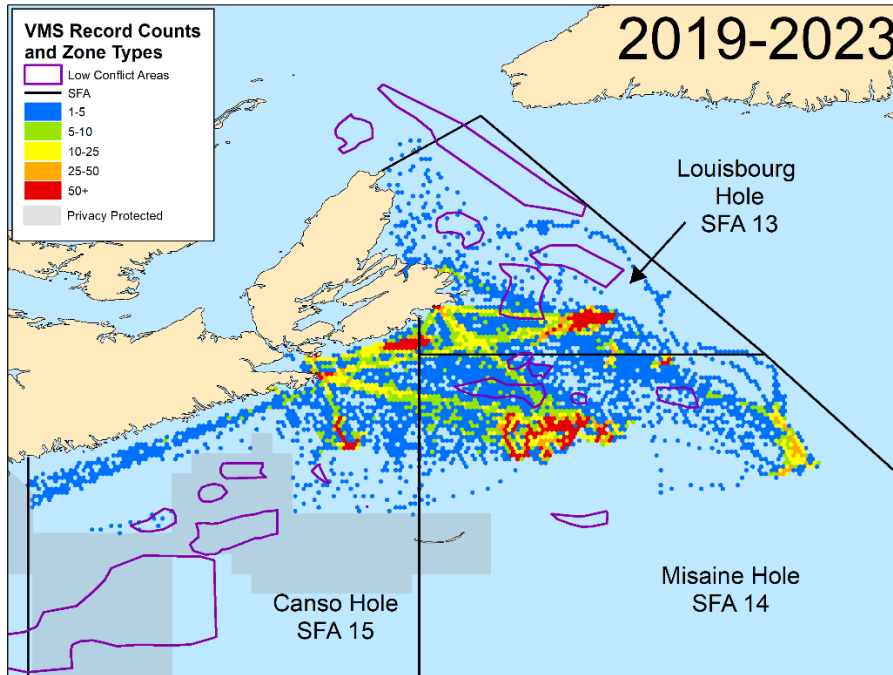 VMS Record Counts
and Zone Types
Low Conflict Areas
SFA
1-5
5-10
10-25
25-50
50+
Privacy Protected
2019-2023
Louisbourg
Hole
SFA 13
Misaine Hole
SFA 14
Canso Hole
SFA 15